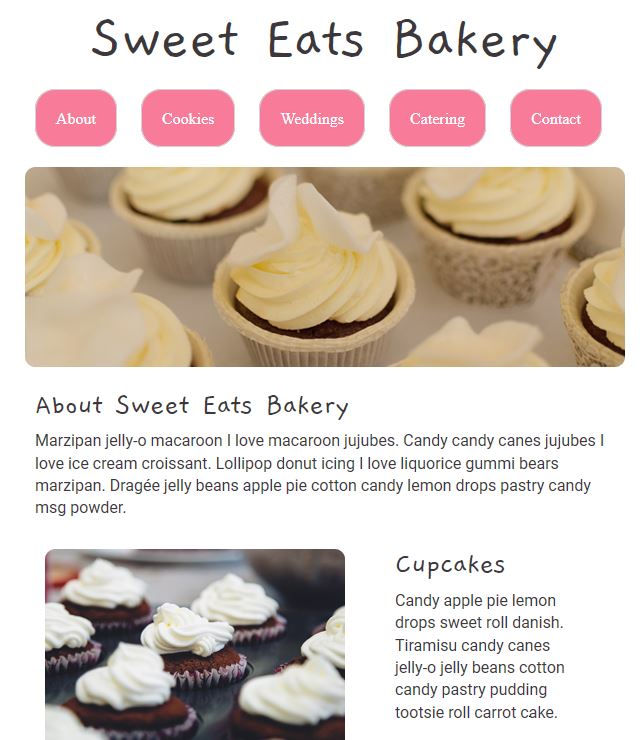 Sweet Eats Bakery
About
Cookies
Weddings
Catering
Contact
About Sweet Eats Bakery
Marzipan jelly-o macaroon I love macaroon jujubes. Candy candy canes jujubes I
love ice cream croissant. Lollipop donut icing I love liquorice gummi bears
marzipan. Dragée jelly beans apple pie cotton candy lemon drops pastry candy
msg powder.
Cupcakes
Candy apple pie lemon
drops sweet roll danish.
Tiramisu candy canes
jelly-o jelly beans cotton
candy pastry pudding
tootsie roll carrot cake.